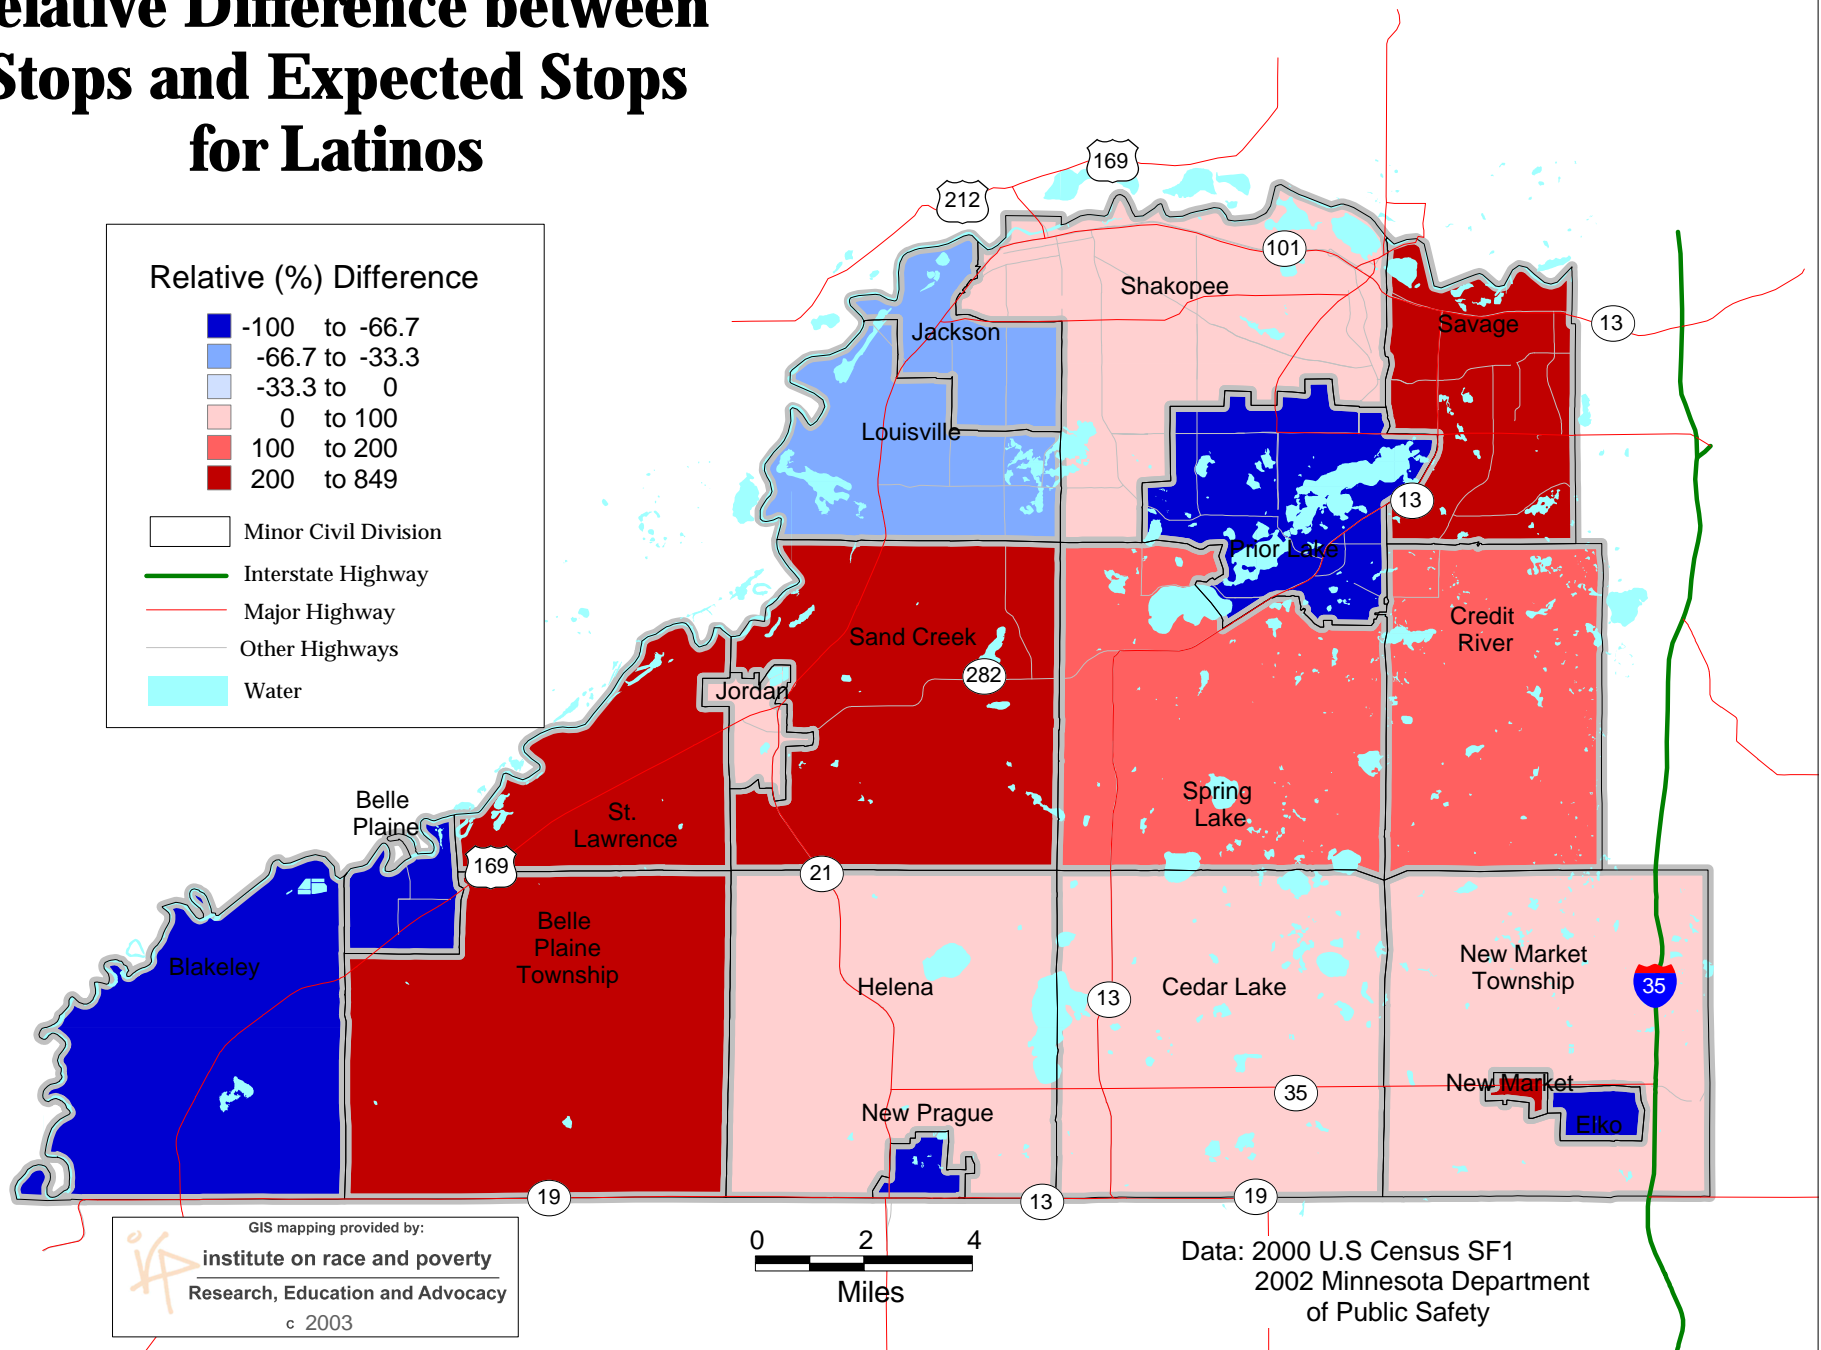 elative Difference between
Stops and Expected Stops
for Latinos
Relative (%) Difference
-100 to -66.7
-66.7 to -33.3
-33.3 to 0
0 to 100
100 to 200
200 to 849
Minor Civil Division
Interstate Highway
Major Highway
Other Highways
Water
169
212
101
Shakopee
Jackson
Savage
13
Louisville
13
Prior Lake
Sand Creek
Credit
River
282
Jordan
Spring
Lake
Belle
Plaine
St.
Lawrence
169
21
Belle
Plaine
Township
Blakeley
Helena
13
Cedar Lake
New Market
Township
35
New Market
35
Elko
New Prague
19
13
19
GIS mapping provided by:
institute on race and poverty
Research, Education and Advocacy
c 2003
irp
0 2 4
Miles
Data: 2000 U.S Census SF1
2002 Minnesota Department
of Public Safety